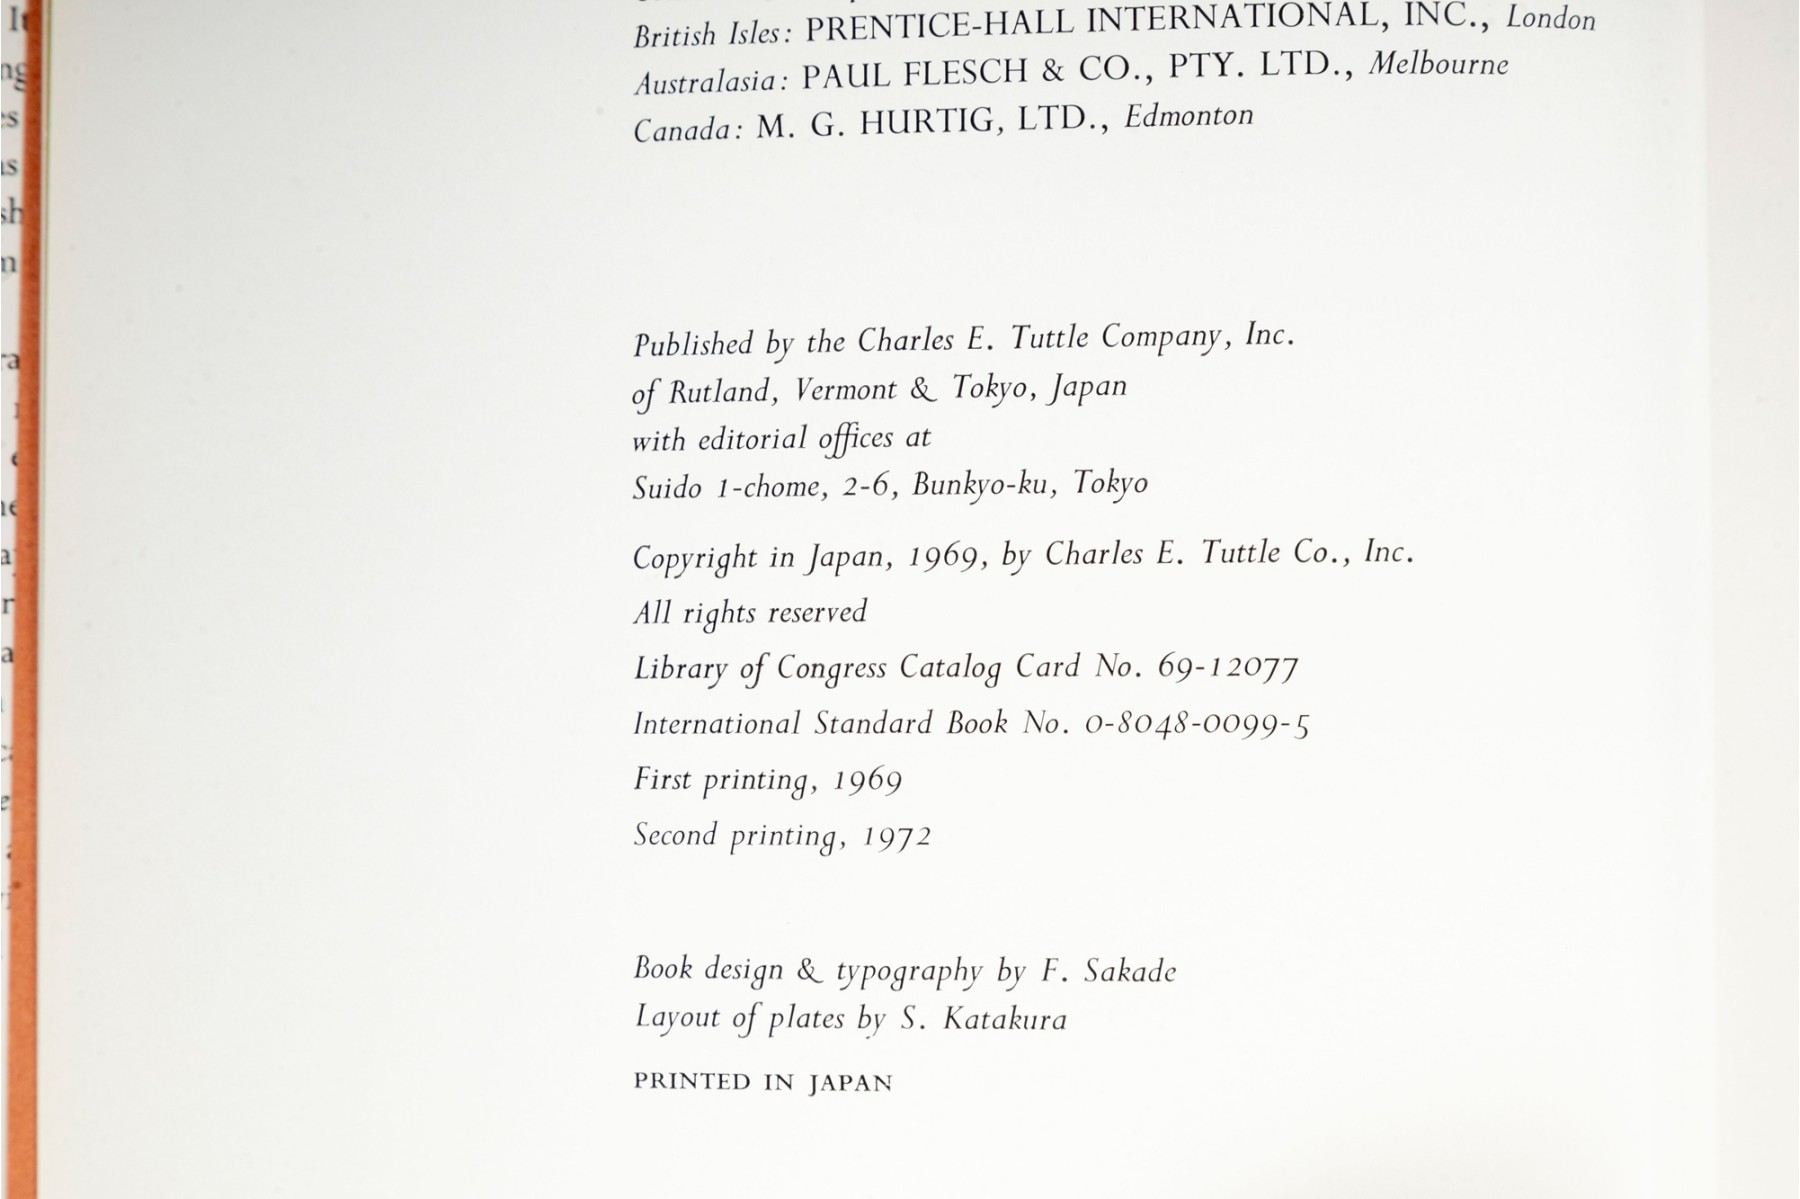 British Isles: PRENTICE-HALL INTERNATIONAL, INC., London
Australasia: PAUL FLESCH & CO., PTY. LTD., Melbourne
Canada: M. G. HURTIG, LTD., Edmonton
Published by the Charles E. Tuttle Company, Inc.
of Rutland, Vermont & Tokyo, Japan
with editorial offices at
Suido 1-chome, 2-6, Bunkyo-ku, Tokyo
Copyright in Japan, 1969, by Charles E. Tuttle Co., Inc.
All rights reserved
Library of Congress Catalog Card No. 69-12077
International Standard Book No. 0-8048-0099-5
First printing, 1969
Second printing, 1972
Book design & typography by F. Sakade
Layout of plates by S. Katakura
PRINTED IN JAPAN